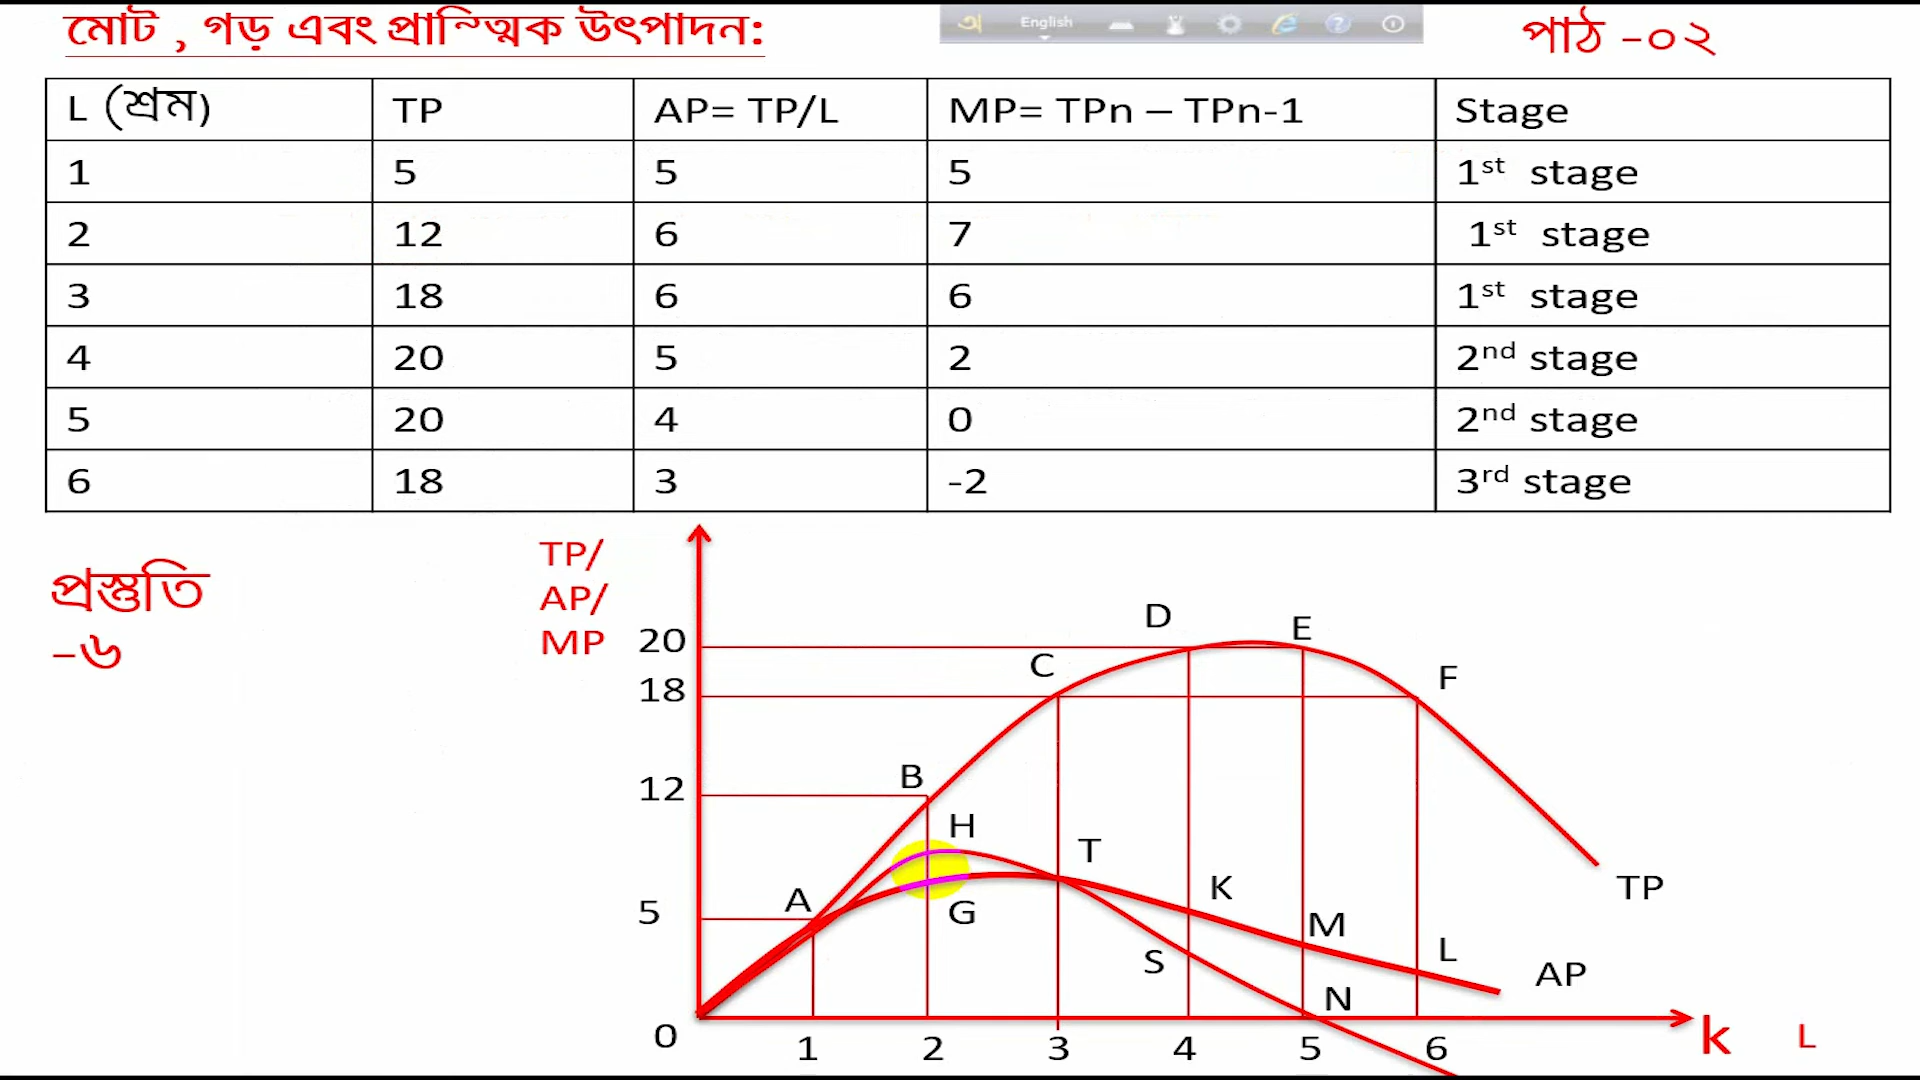 মোট , গড় এবং প্রান্তিক উৎপাদন:
অ English
পাঠ -০২
L (শ্রম) TP AP= TP/L MP= TPn – TPn-1 Stage
1 5 5 5 1st stage
2 12 6 7 1st stage
3 18 6 6 1st stage
4 20 5 2 2nd stage
5 20 4 0 2nd stage
6 18 3 -2 3rd stage
প্রস্তুতি
-৬
TP/
AP/
MP
20
18
12
5
0
D
E
C
F
B
H
T
A
G
K
M
S
L
N
TP
AP
1 2 3 4 5 6
k L